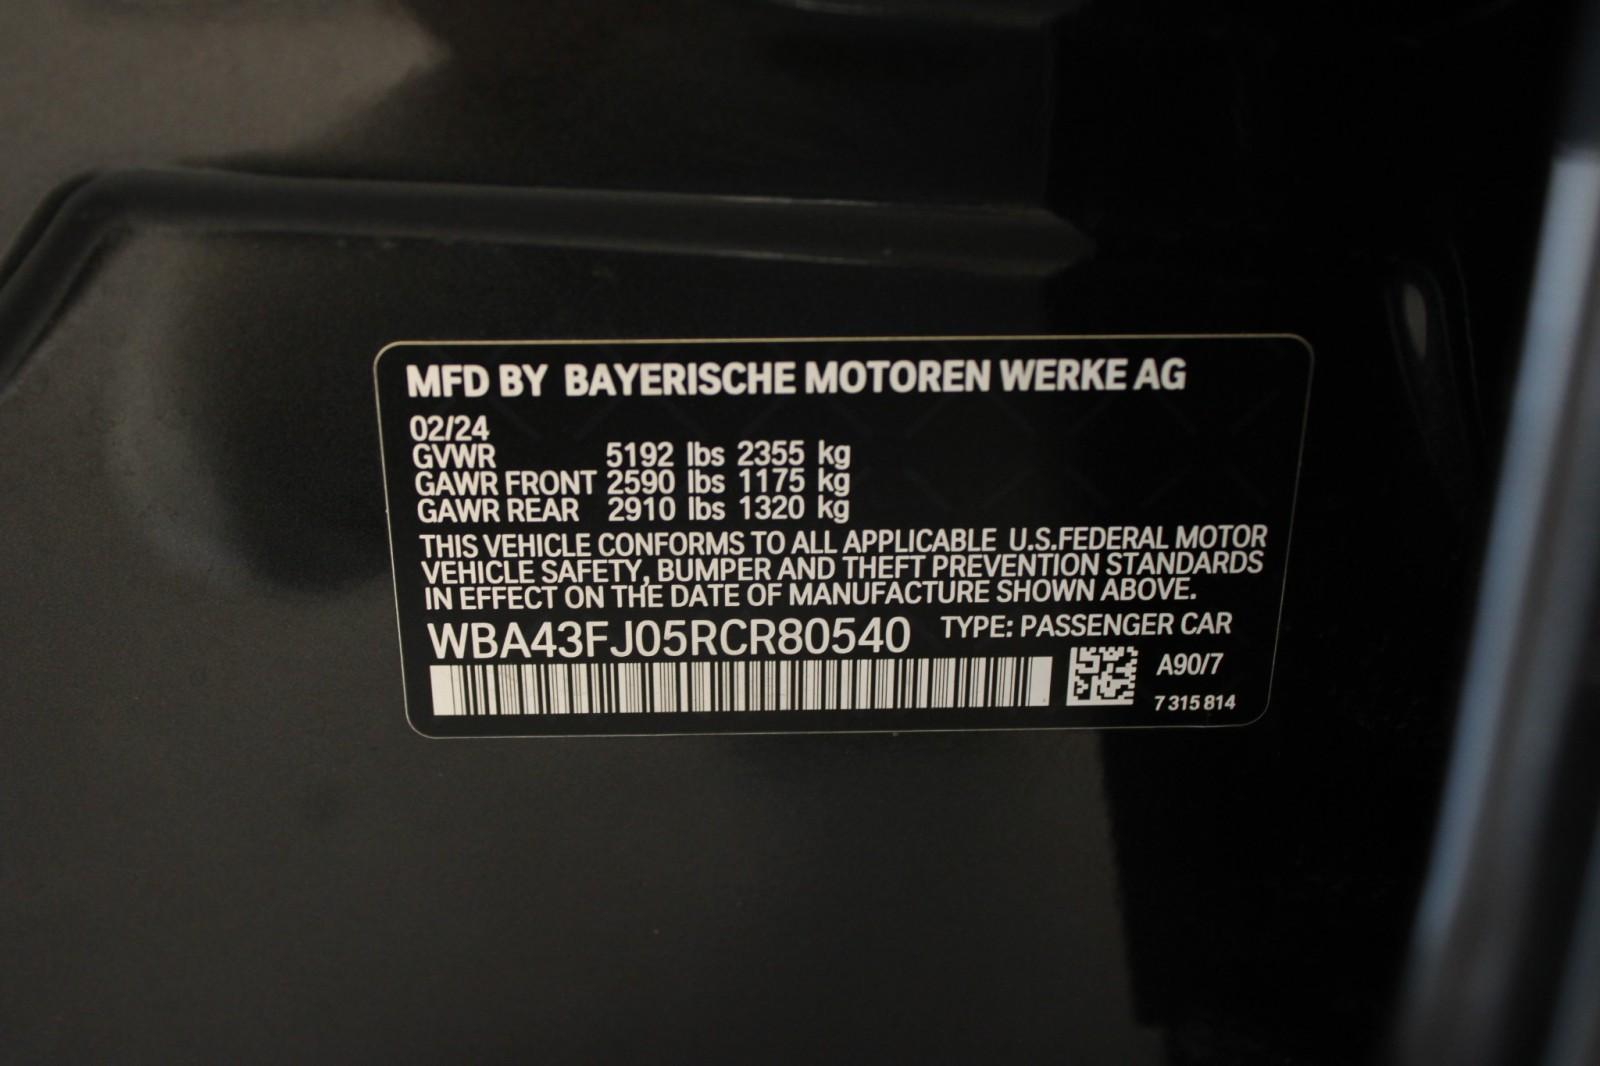 MFD BY BAYERISCHE MOTOREN WERKE AG
02/24
GVWR 5192 lbs 2355 kg
GAWR FRONT 2590 lbs 1175 kg
GAWR REAR 2910 lbs 1320 kg
THIS VEHICLE CONFORMS TO ALL APPLICABLE U.S.FEDERAL MOTOR
VEHICLE SAFETY, BUMPER AND THEFT PREVENTION STANDARDS
IN EFFECT ON THE DATE OF MANUFACTURE SHOWN ABOVE.
WBA43FJ05RCR80540 TYPE: PASSENGER CAR
A90/7
7 315 814